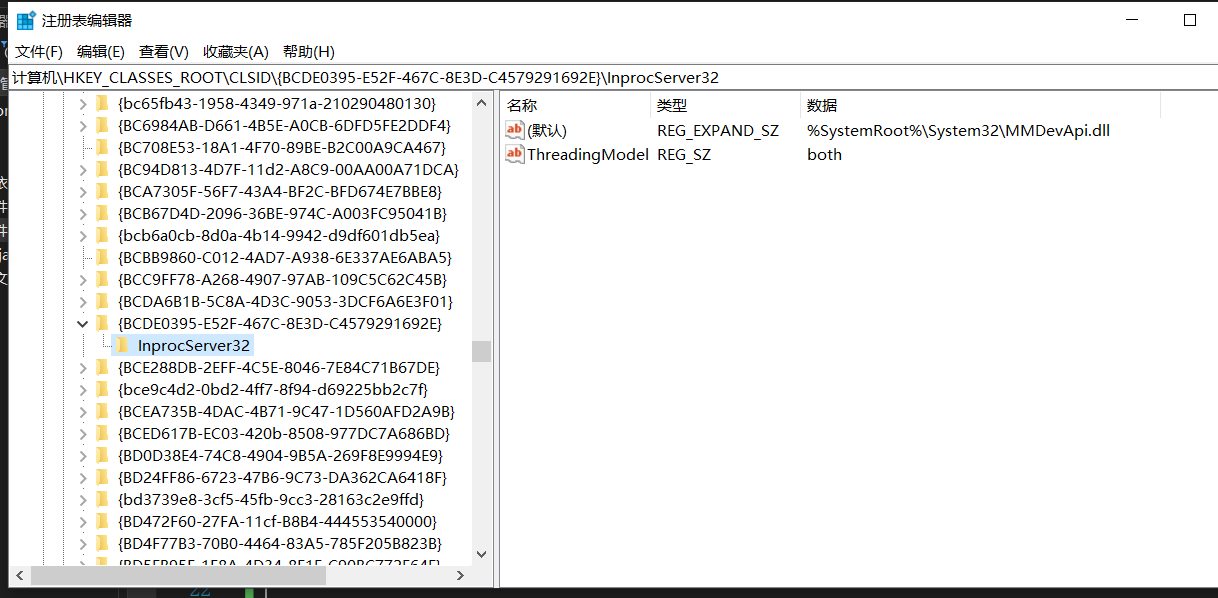 注册表编辑器
文件(F) 编辑(E) 查看(V) 收藏夹(A) 帮助(H)
计算机\HKEY_CLASSES_ROOT\CLSID\{BCDE0395-E52F-467C-8E3D-C4579291692E}\InprocServer32
{bc65fb43-1958-4349-971a-210290480130}
{BC6984AB-D661-4B5E-A0CB-6DFD5FE2DDF4}
{BC708E53-18A1-4F70-89BE-B2C00A9CA467}
{BC94D813-4D7F-11d2-A8C9-00AA00A71DCA}
{BCA7305F-56F7-43A4-BF2C-BFD674E7BBE8}
{BCB67D4D-2096-36BE-974C-A003FC95041B}
{bcb6a0cb-8d0a-4b14-9942-d9df601db5ea}
{BCBB9860-C012-4AD7-A938-6E337AE6ABA5}
{BCC9FF78-A268-4907-97AB-109C5C62C45B}
{BCDA6B1B-5C8A-4D3C-9053-3DCF6A6E3F01}
{BCDE0395-E52F-467C-8E3D-C4579291692E}
InprocServer32
{BCE288DB-2EFF-4C5E-8046-7E84C71B67DE}
{bce9c4d2-0bd2-4ff7-8f94-d69225bb2c7f}
{BCEA735B-4DAC-4B71-9C47-1D560AFD2A9B}
{BCED617B-EC03-420b-8508-977DC7A686BD}
{BD0D38E4-74C8-4904-9B5A-269F8E9994E9}
{BD24FF86-6723-47B6-9C73-DA362CA6418F}
{bd3739e8-3cf5-45fb-9cc3-28163c2e9ffd}
{BD472F60-27FA-11cf-B8B4-444553540000}
{BD4F77B3-70B0-4464-83A5-785F205B823B}
名称 类型 数据
(默认) REG_EXPAND_SZ %SystemRoot%\System32\MMDevApi.dll
ThreadingModel REG_SZ both
22